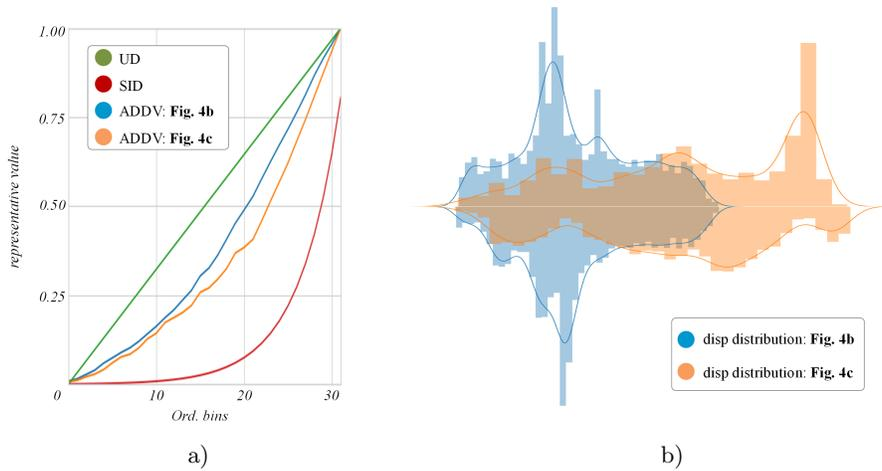 1.00
0.75
0.50
0.25
0
10
20
30
representative value
Ord. bins
UD
SID
ADDV: Fig. 4b
ADDV: Fig. 4c
a)
disp distribution: Fig. 4b
disp distribution: Fig. 4c
b)